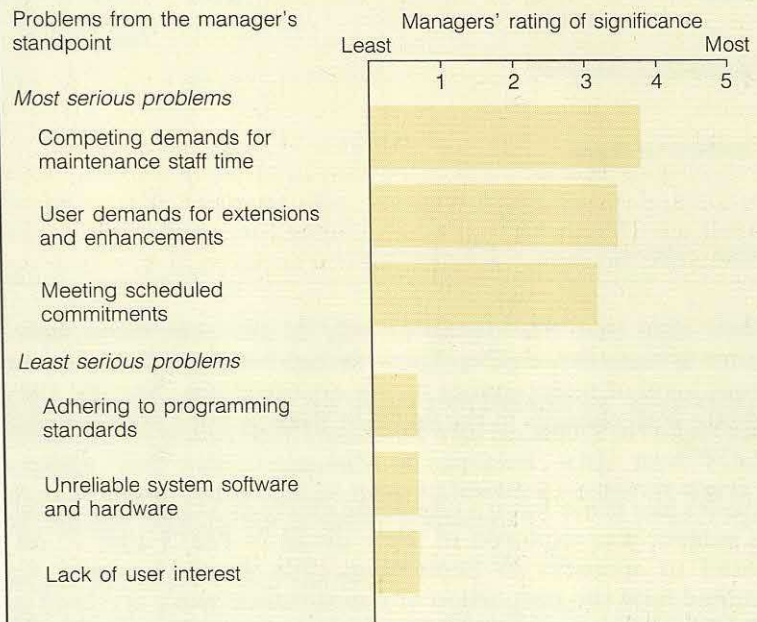 Problems from the manager's
standpoint
Managers' rating of significance
Least Most
1 2 3 4 5
Most serious problems
Competing demands for
maintenance staff time
User demands for extensions
and enhancements
Meeting scheduled
commitments
Least serious problems
Adhering to programming
standards
Unreliable system software
and hardware
Lack of user interest